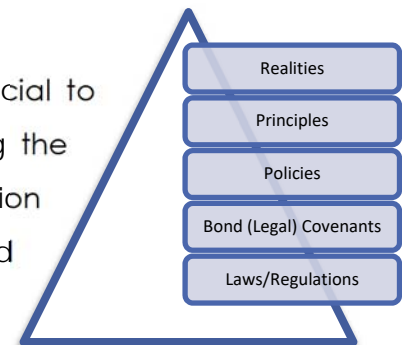 cial to
g the
ion
d
Realities
Principles
Policies
Bond (Legal) Covenants
Laws/Regulations